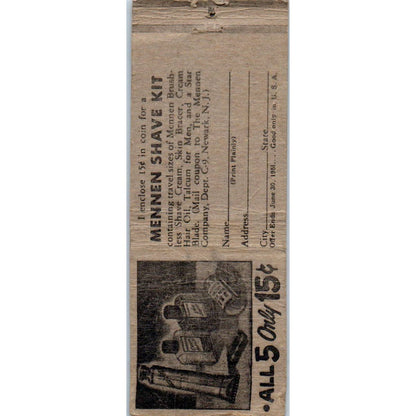 I enclose 15¢ in coin for a
MENNEN SHAVE KIT
containing travel sizes of Mennen Brush-
less Shave Cream, Skin Bracer, Cream
Hair Oil, Talcum for Men, and a Star
Blade. (Mail coupon to The Mennen
Company, Dept. C-9, Newark, N. J.)
Name
(Print Plainly)
Address
City State
Offer Ends June 30, 1951... Good only in U. S. A.
• ALL 5 Only 15¢